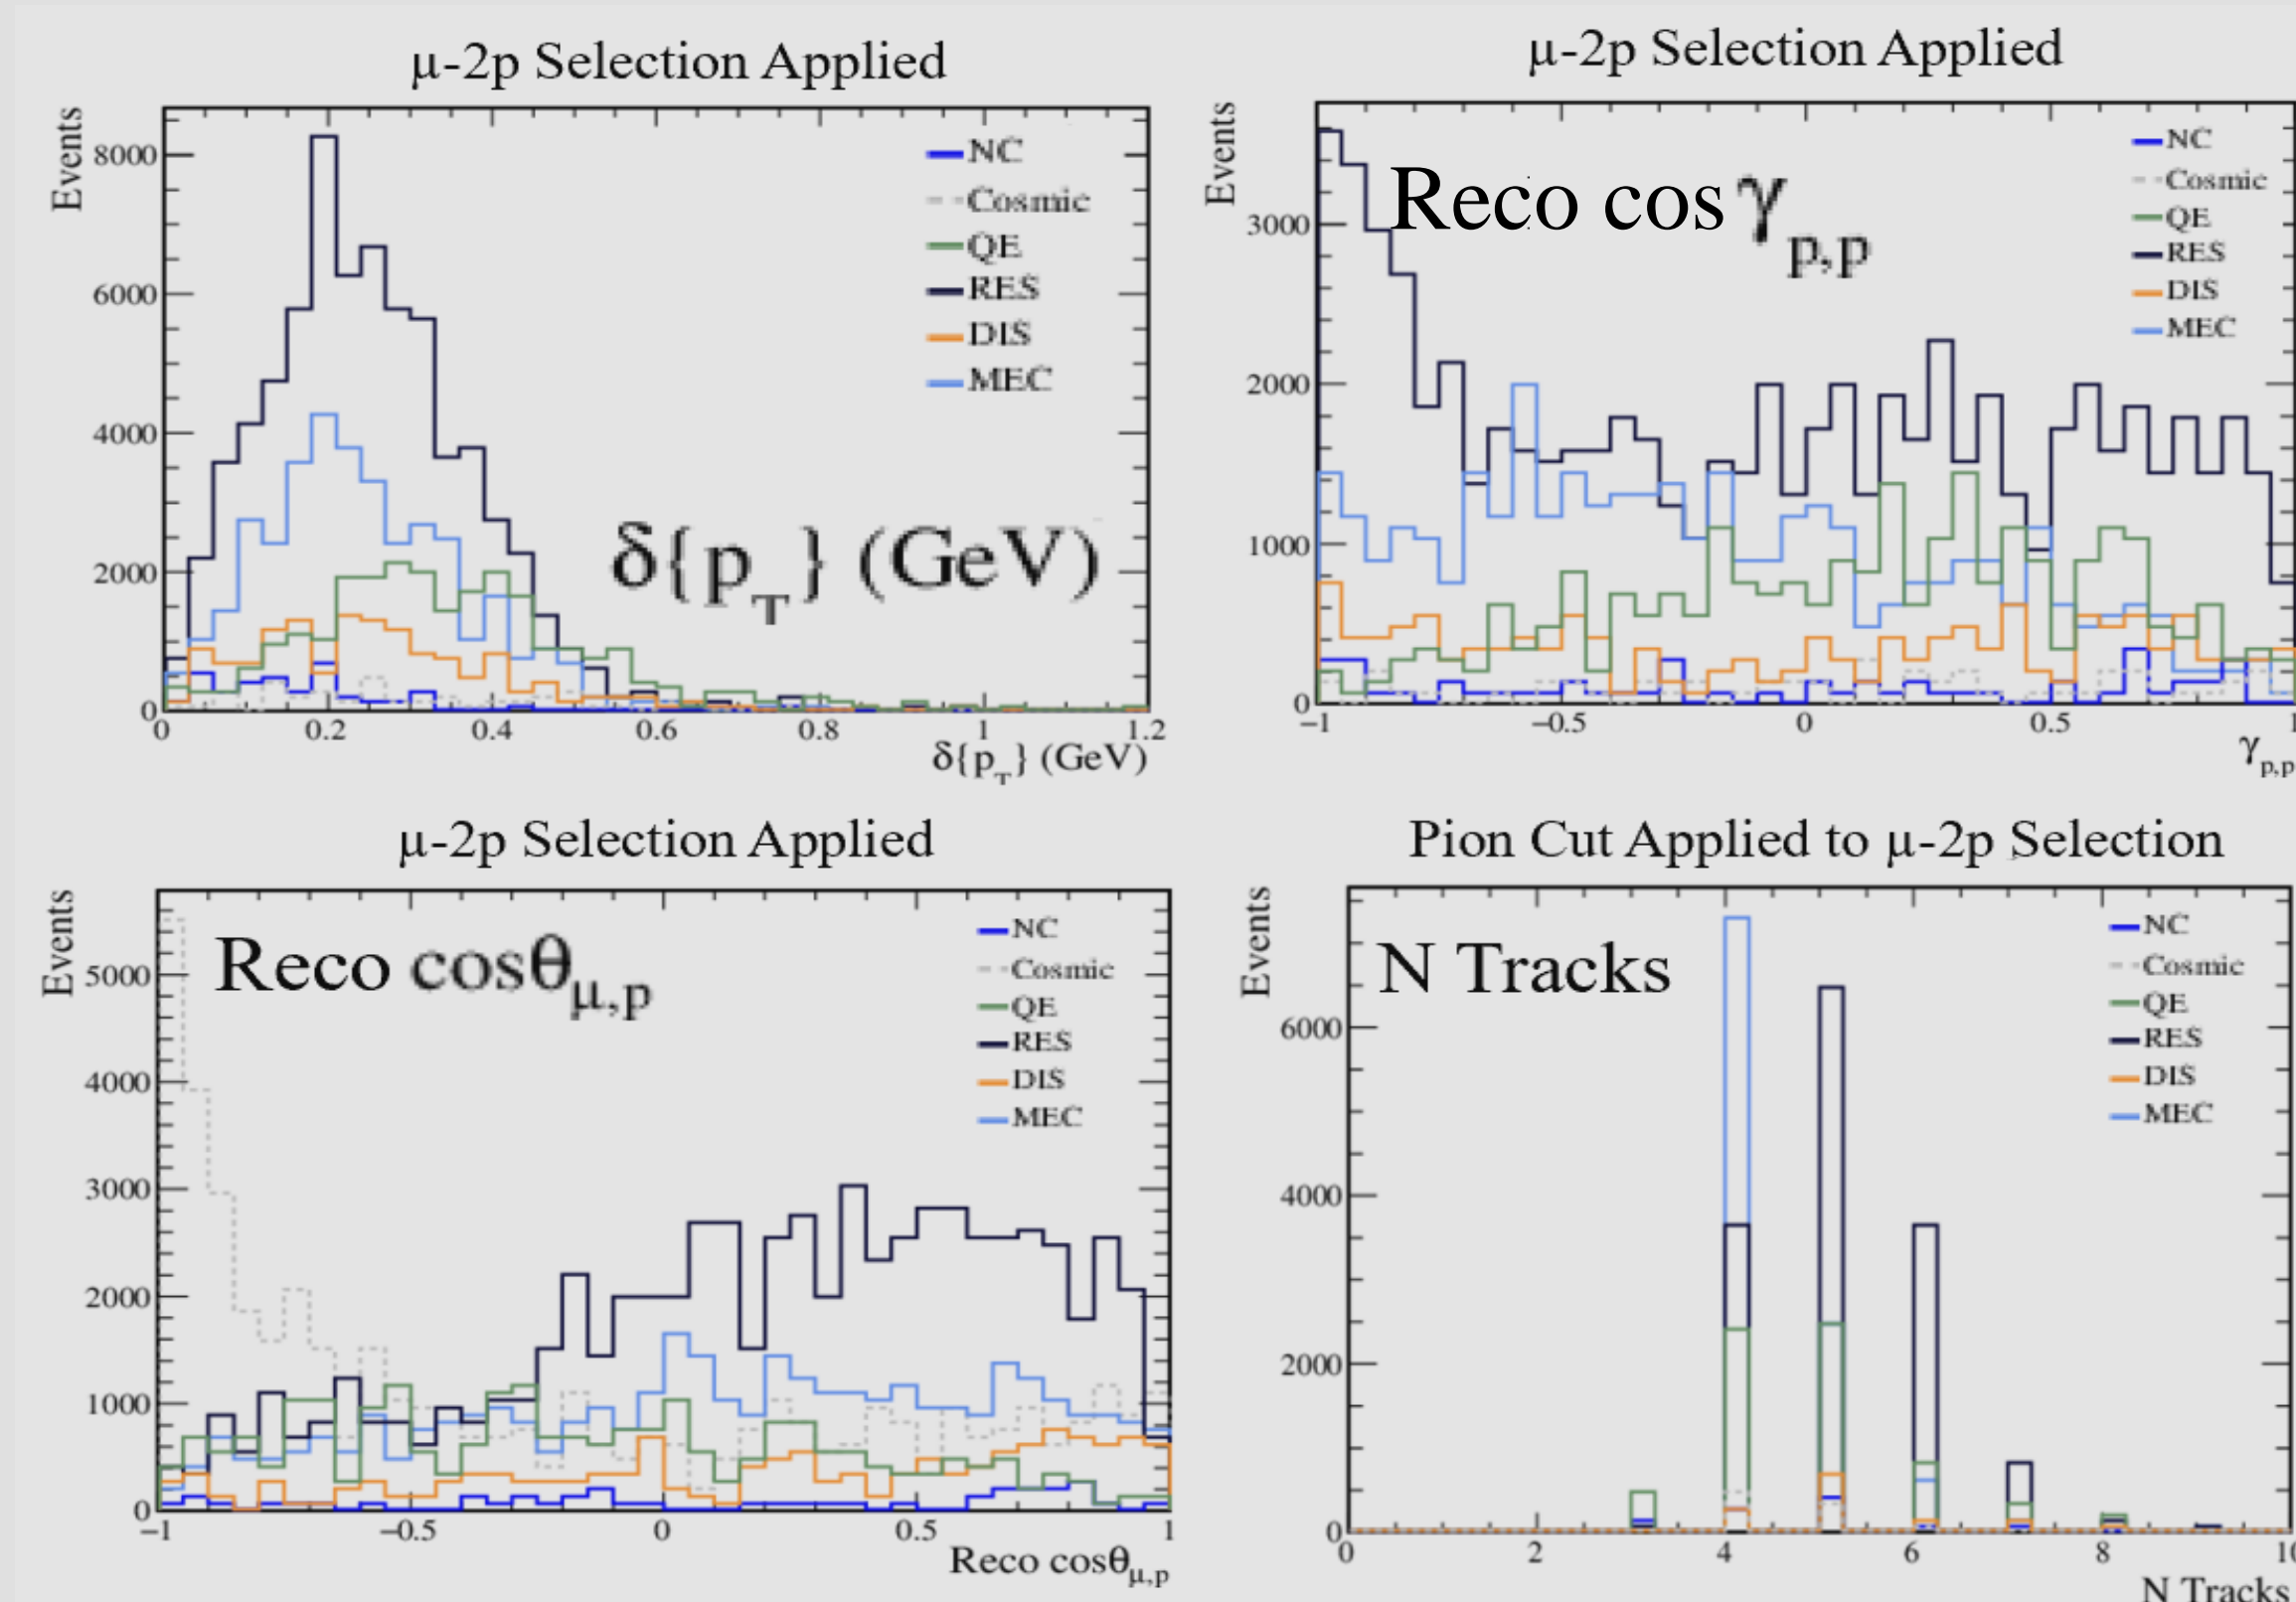 μ-2p Selection Applied
Events
8000
6000
4000
2000
0
NC
Cosmic
QE
RES
DIS
MEC
δ{p_T} (GeV)
0 0.2 0.4 0.6 0.8 1 1.2
δ{p_T} (GeV)
μ-2p Selection Applied
Events
3000
2000
1000
0
Reco cos γ_p,p
NC
Cosmic
QE
RES
DIS
MEC
−1 −0.5 0 0.5 1
γ_p,p
μ-2p Selection Applied
Events
5000
4000
3000
2000
1000
0
Reco cosθ_μ,p
NC
Cosmic
QE
RES
DIS
MEC
−1 −0.5 0 0.5 1
Reco cosθ_μ,p
Pion Cut Applied to μ-2p Selection
Events
6000
4000
2000
0
N Tracks
NC
Cosmic
QE
RES
DIS
MEC
0 2 4 6 8 10
N Tracks